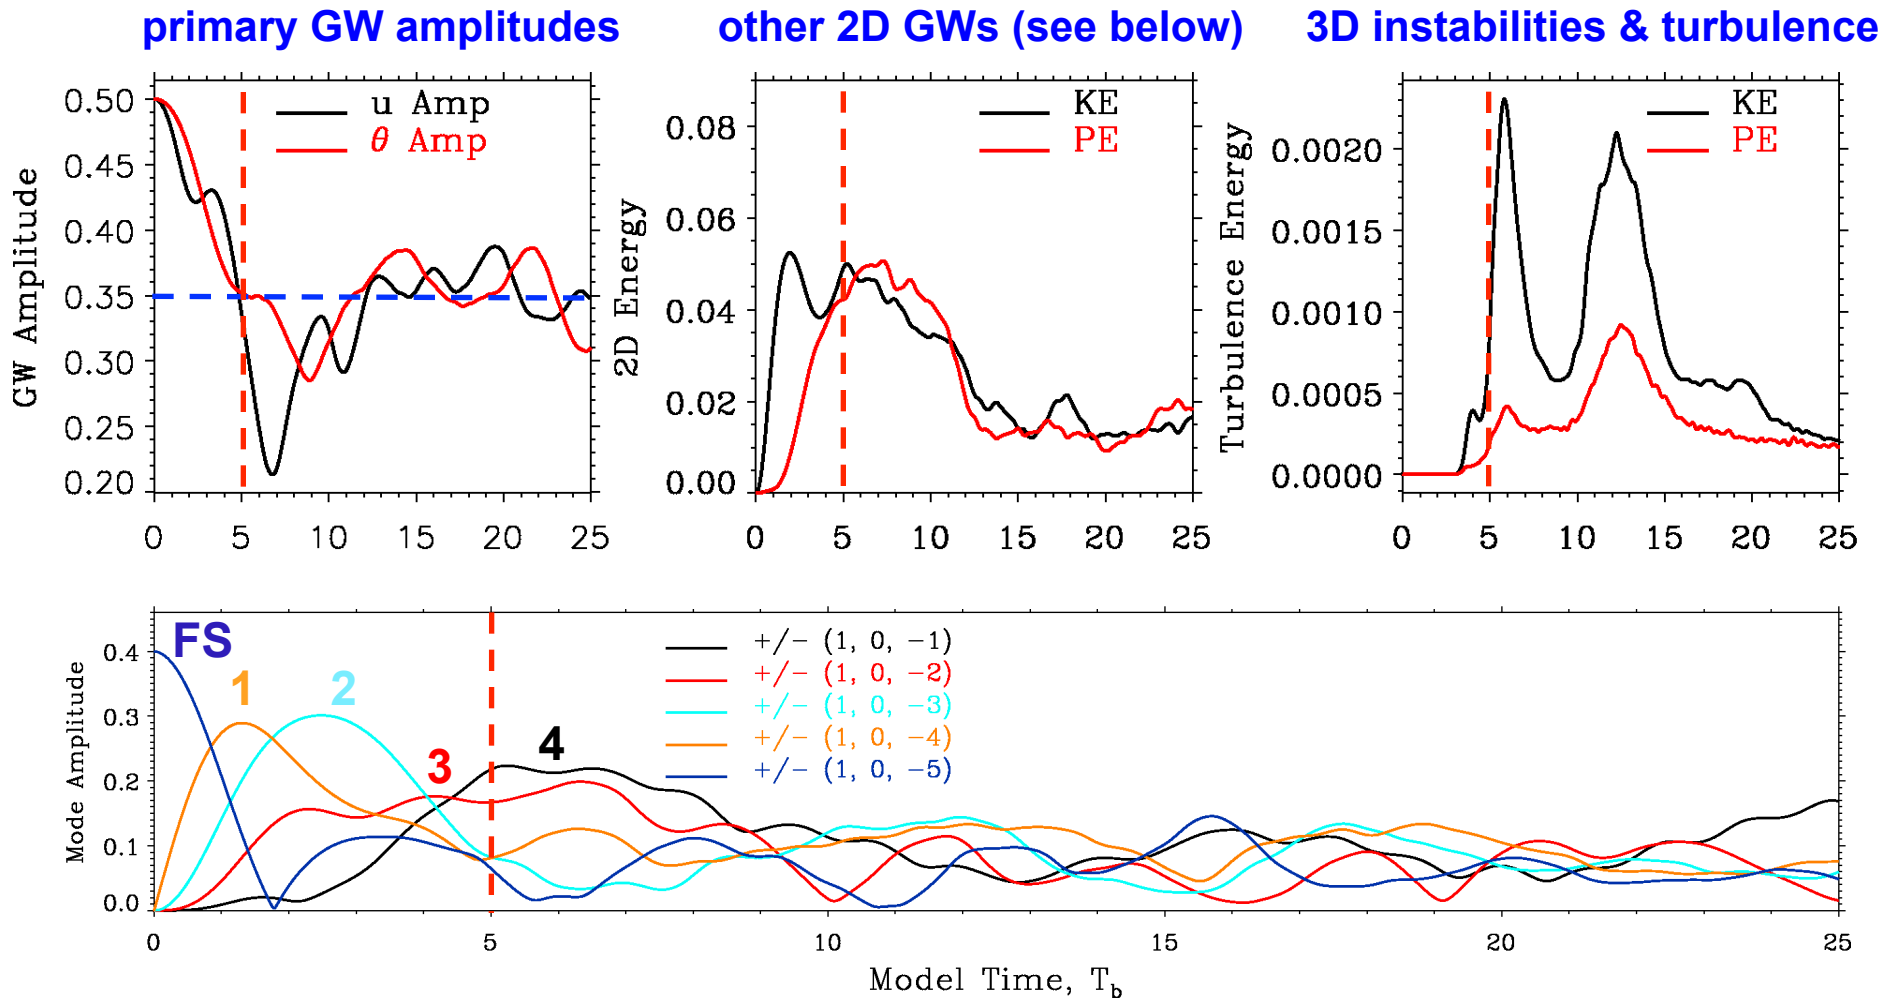 primary GW amplitudes
other 2D GWs (see below)
3D instabilities & turbulence
GW Amplitude
0.50
0.45
0.40
0.35
0.30
0.25
0.20
u Amp
θ Amp
0 5 10 15 20 25
2D Energy
0.08
0.06
0.04
0.02
0.00
KE
PE
0 5 10 15 20 25
Turbulence Energy
0.0020
0.0015
0.0010
0.0005
0.0000
KE
PE
0 5 10 15 20 25
Mode Amplitude
0.4
0.3
0.2
0.1
0.0
FS
1
2
3
4
+/− (1, 0, −1)
+/− (1, 0, −2)
+/− (1, 0, −3)
+/− (1, 0, −4)
+/− (1, 0, −5)
0 5 10 15 20 25
Model Time, T_b